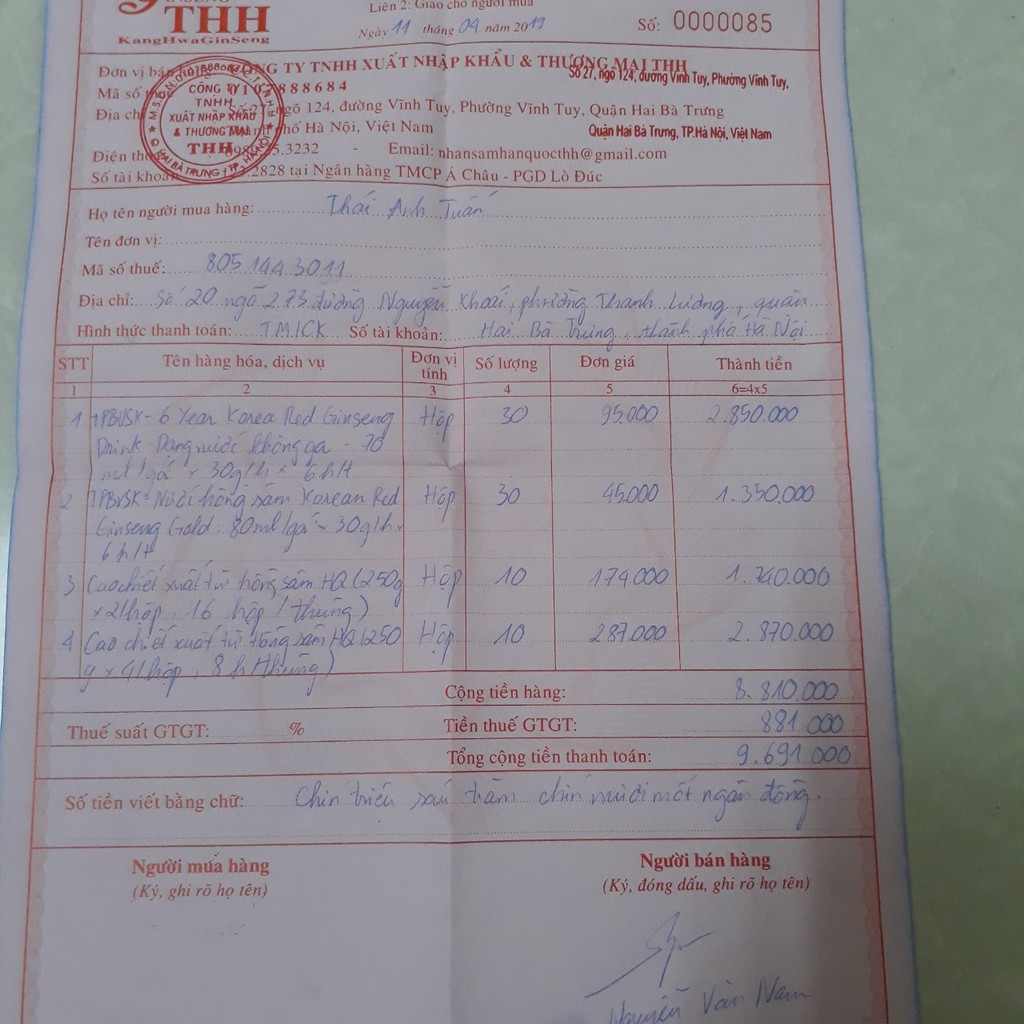 GINSENG
THH
KangHwaGinSeng
Liên 2: Giao cho người mua
Ngày 11 tháng 09 năm 2019
Số: 0000085
Đơn vị bán CÔNG TY TNHH XUẤT NHẬP KHẨU & THƯƠNG MẠI THH
Số 27, ngõ 124, đường Vĩnh Tuy, Phường Vĩnh Tuy,
Quận Hai Bà Trưng, TP.Hà Nội, Việt Nam
Mã số 888684
Địa chỉ ngõ 124, đường Vĩnh Tuy, Phường Vĩnh Tuy, Quận Hai Bà Trưng
phố Hà Nội, Việt Nam
Điện .3232 - Email: nhansamhanquocthh@gmail.com
Số tài khoản .2828 tại Ngân hàng TMCP Á Châu - PGD Lò Đúc
CÔNG TY
TNHH
XUẤT NHẬP KHẨU
& THƯƠNG MẠI
THH
Q HAI BÀ TRƯNG - TP. HÀ NỘI
Họ tên người mua hàng: Thái Anh Tuấn
Tên đơn vị:
Mã số thuế: 8051443011
Địa chỉ: Số 20 ngõ 273 đường Nguyễn Khoái, phường Thanh Lương, quận
Hình thức thanh toán: TM/CK Số tài khoản: Hai Bà Trưng, thành phố Hà Nội
STT Tên hàng hóa, dịch vụ Đơn vị tính Số lượng Đơn giá Thành tiền
1 2 3 4 5 6=4x5
1 TPBVSK - 6 Year Korea Red Ginseng Hộp 30 95.000 2.850.000
Drink Dạng nước không ga - 70
ml/gó x 30g/h x 6h/t
2 TPBVSK - Nước hồng sâm Korean Red Hộp 30 45.000 1.350.000
Ginseng Gold: 80ml/gó x 30g/h x
6h/t
3 Cao chiết xuất từ hồng sâm HQ (250g Hộp 10 174.000 1.740.000
x 2/hộp, 16 hộp / thùng)
4 Cao chiết xuất từ hồng sâm HQ (250 Hộp 10 287.000 2.870.000
g x 4/hộp, 8h/thùng)
Cộng tiền hàng: 8.810.000
Thuế suất GTGT: % Tiền thuế GTGT: 881.000
Tổng cộng tiền thanh toán: 9.691.000
Số tiền viết bằng chữ: Chín triệu sáu trăm chín mươi mốt ngàn đồng.
Người mua hàng Người bán hàng
(Ký, ghi rõ họ tên) (Ký, đóng dấu, ghi rõ họ tên)
Nguyễn Văn Nam